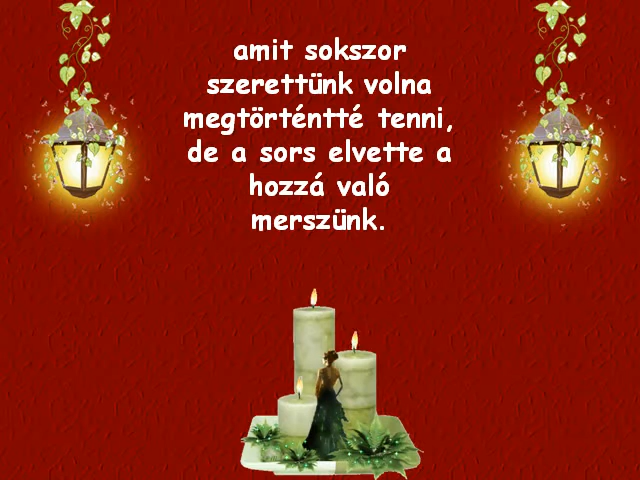 amit sokszor
szerettünk volna
megtörténtté tenni,
de a sors elvette a
hozzá való
merszünk.